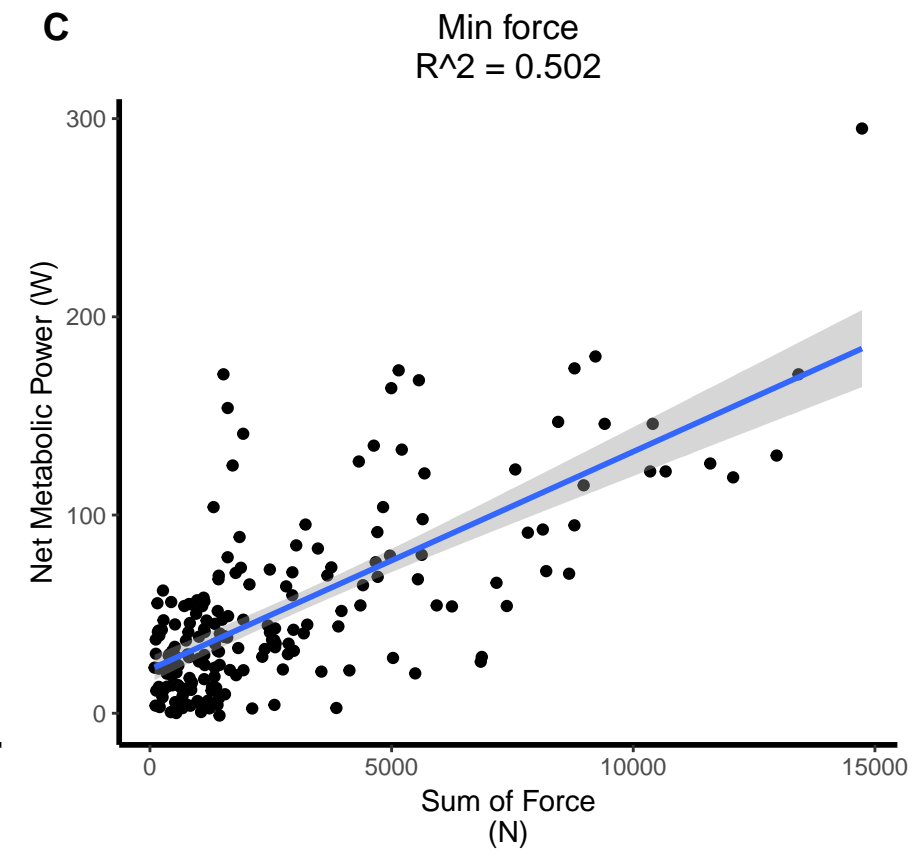 C
Min force
R^2 = 0.502
Net Metabolic Power (W)
300
200
100
0
0
5000
10000
15000
Sum of Force
(N)